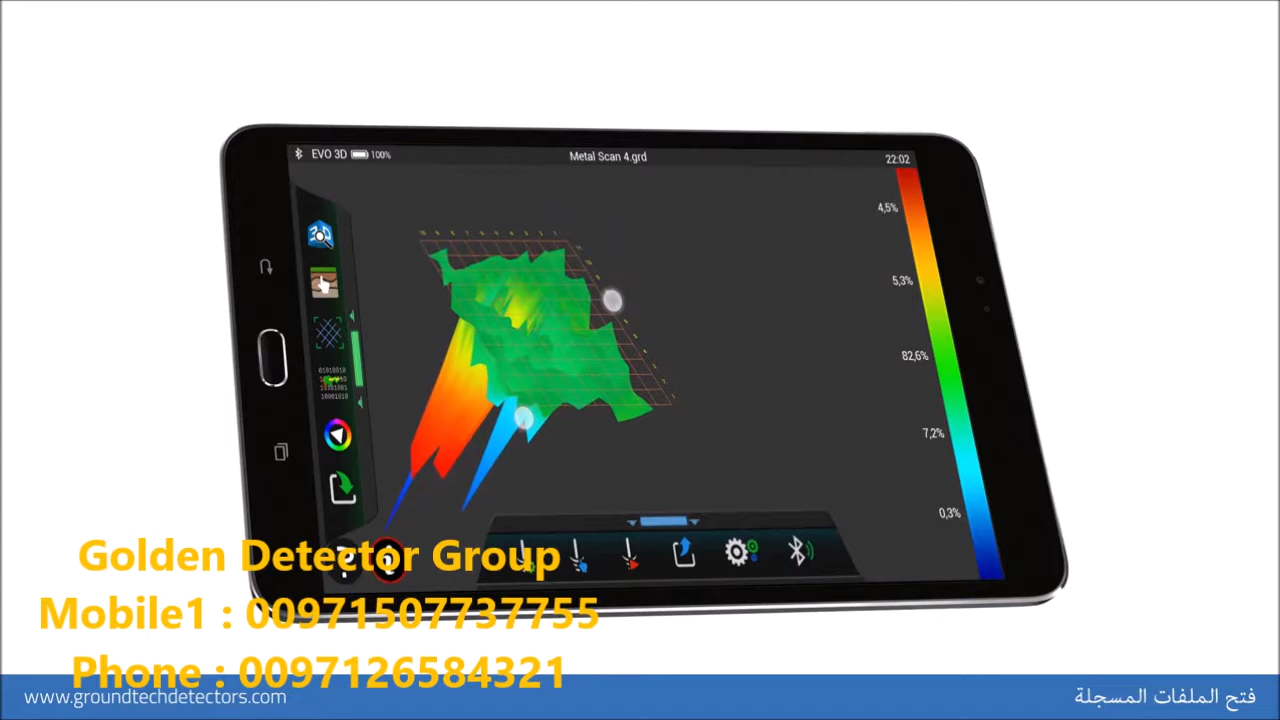 EVO 3D 100%
Metal Scan 4.grd
22:02
4,5%
5,3%
82,6%
7,2%
0,3%
Golden Detector Group
Mobile1 : 00971507737755
Phone : 0097126584321
www.groundtechdetectors.com
فتح الملفات المسجلة